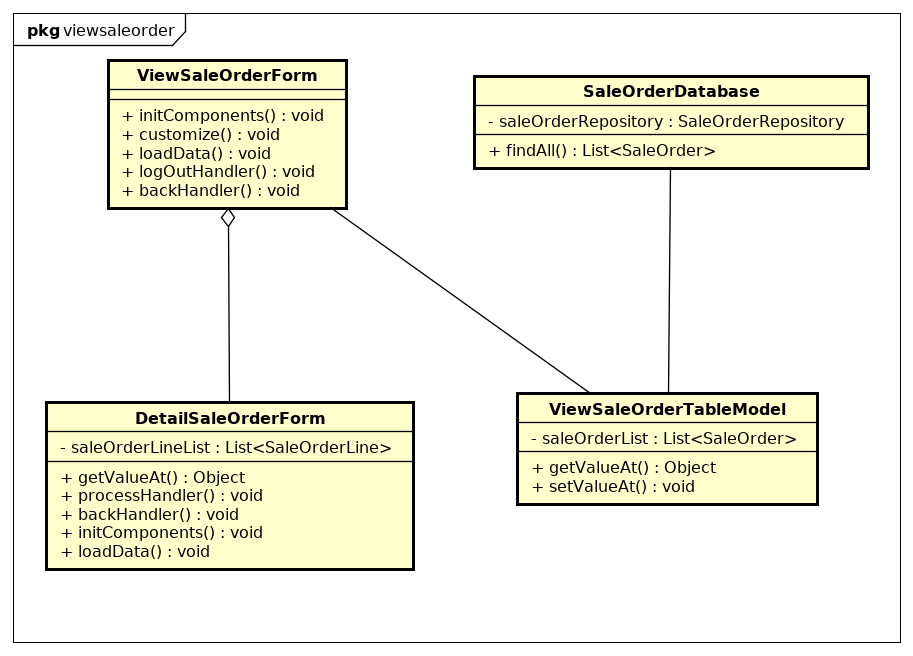 pkg viewsaleorder
ViewSaleOrderForm
+ initComponents() : void
+ customize() : void
+ loadData() : void
+ logOutHandler() : void
+ backHandler() : void
SaleOrderDatabase
- saleOrderRepository : SaleOrderRepository
+ findAll() : List<SaleOrder>
DetailSaleOrderForm
- saleOrderLineList : List<SaleOrderLine>
+ getValueAt() : Object
+ processHandler() : void
+ backHandler() : void
+ initComponents() : void
+ loadData() : void
ViewSaleOrderTableModel
- saleOrderList : List<SaleOrder>
+ getValueAt() : Object
+ setValueAt() : void